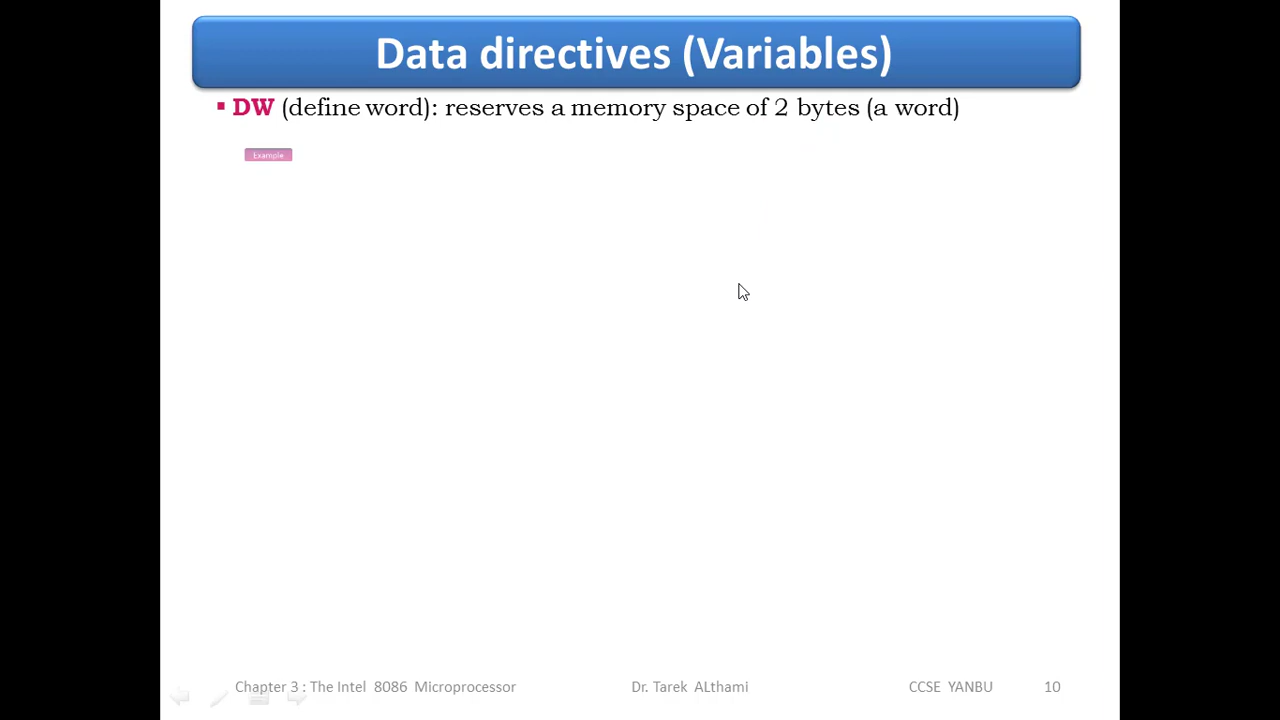 Data directives (Variables)
▪ DW (define word): reserves a memory space of 2 bytes (a word)
Example
Chapter 3 : The Intel 8086 Microprocessor Dr. Tarek ALthami CCSE YANBU 10